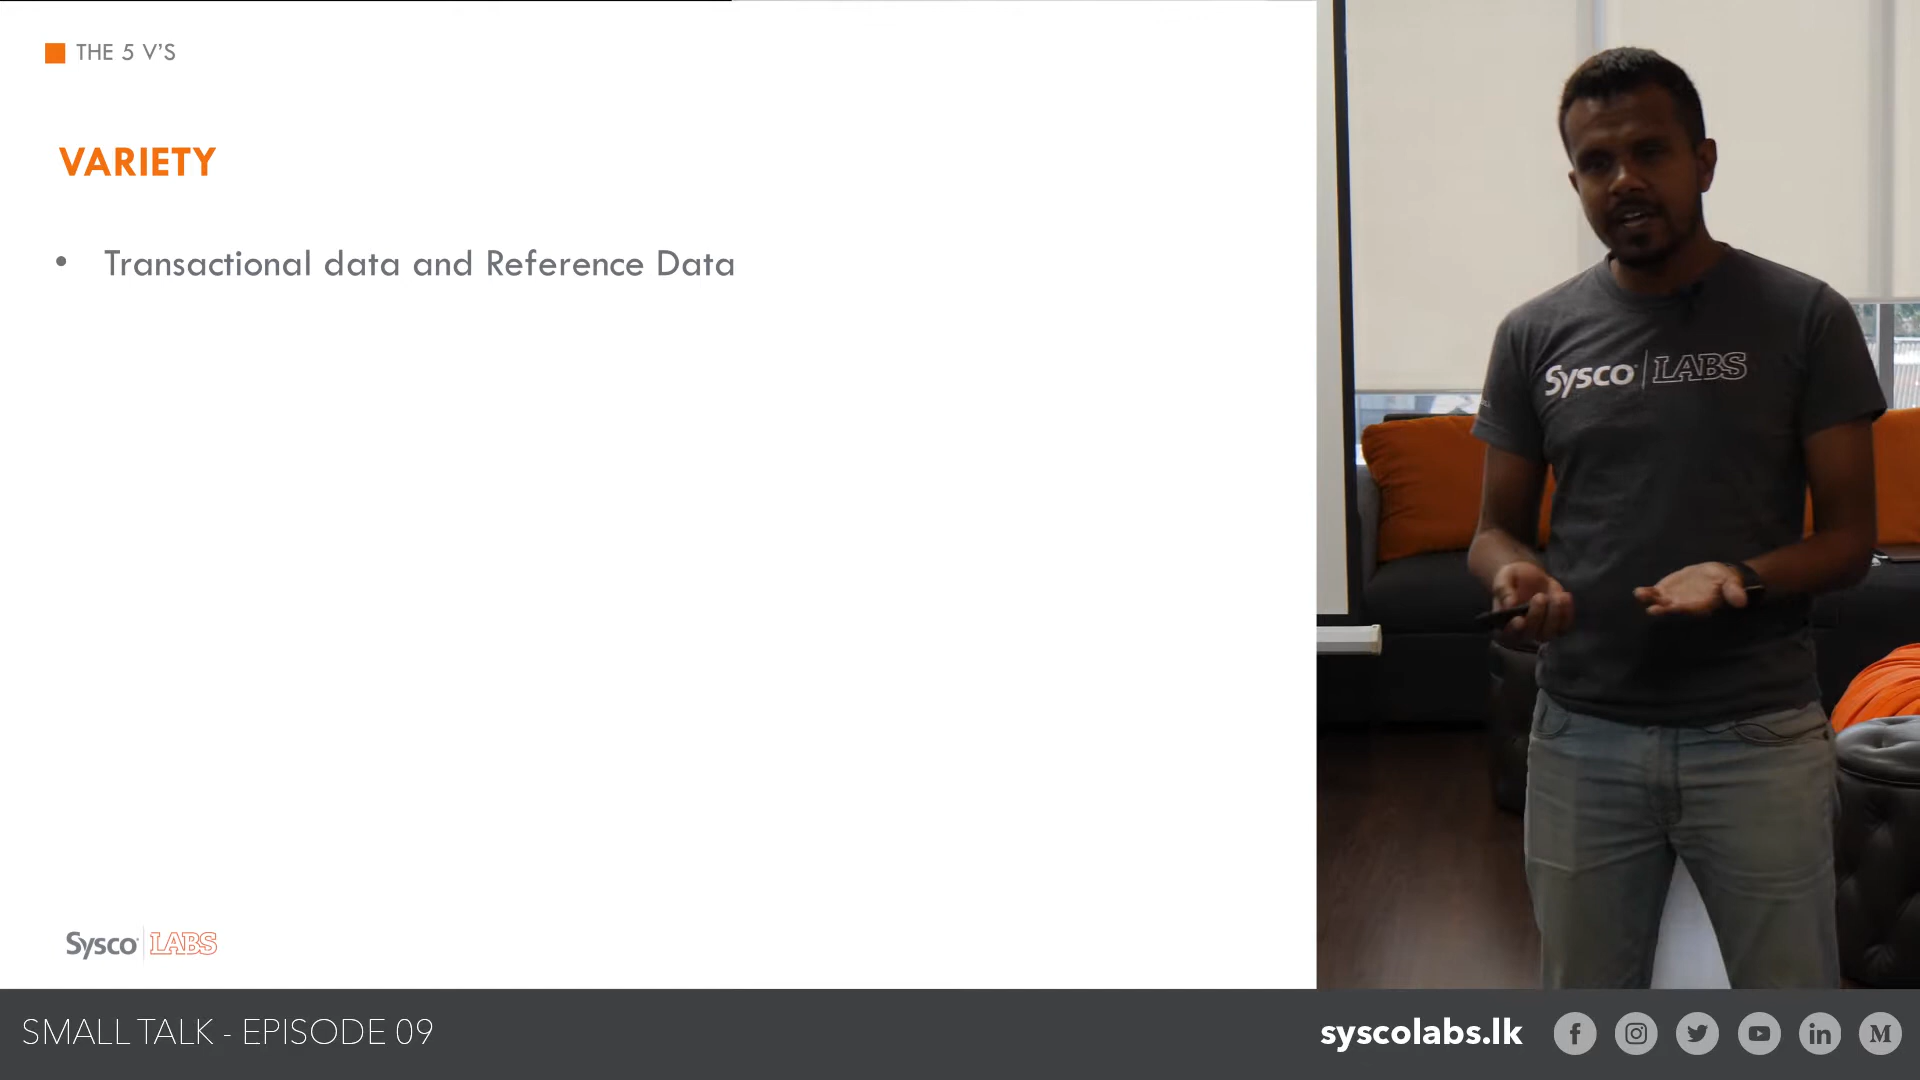 THE 5 V'S
VARIETY
• Transactional data and Reference Data
Sysco LABS
Sysco LABS
SMALL TALK - EPISODE 09
syscolabs.lk